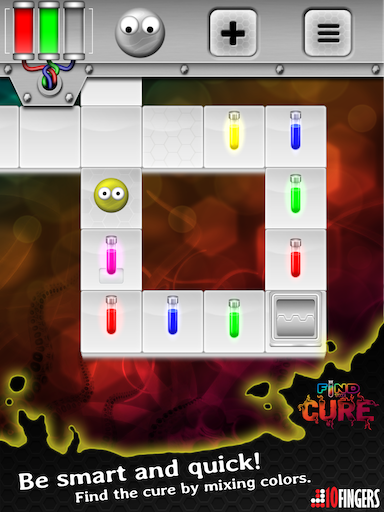 FiND
CURE
Be smart and quick!
Find the cure by mixing colors.
10FINGERS